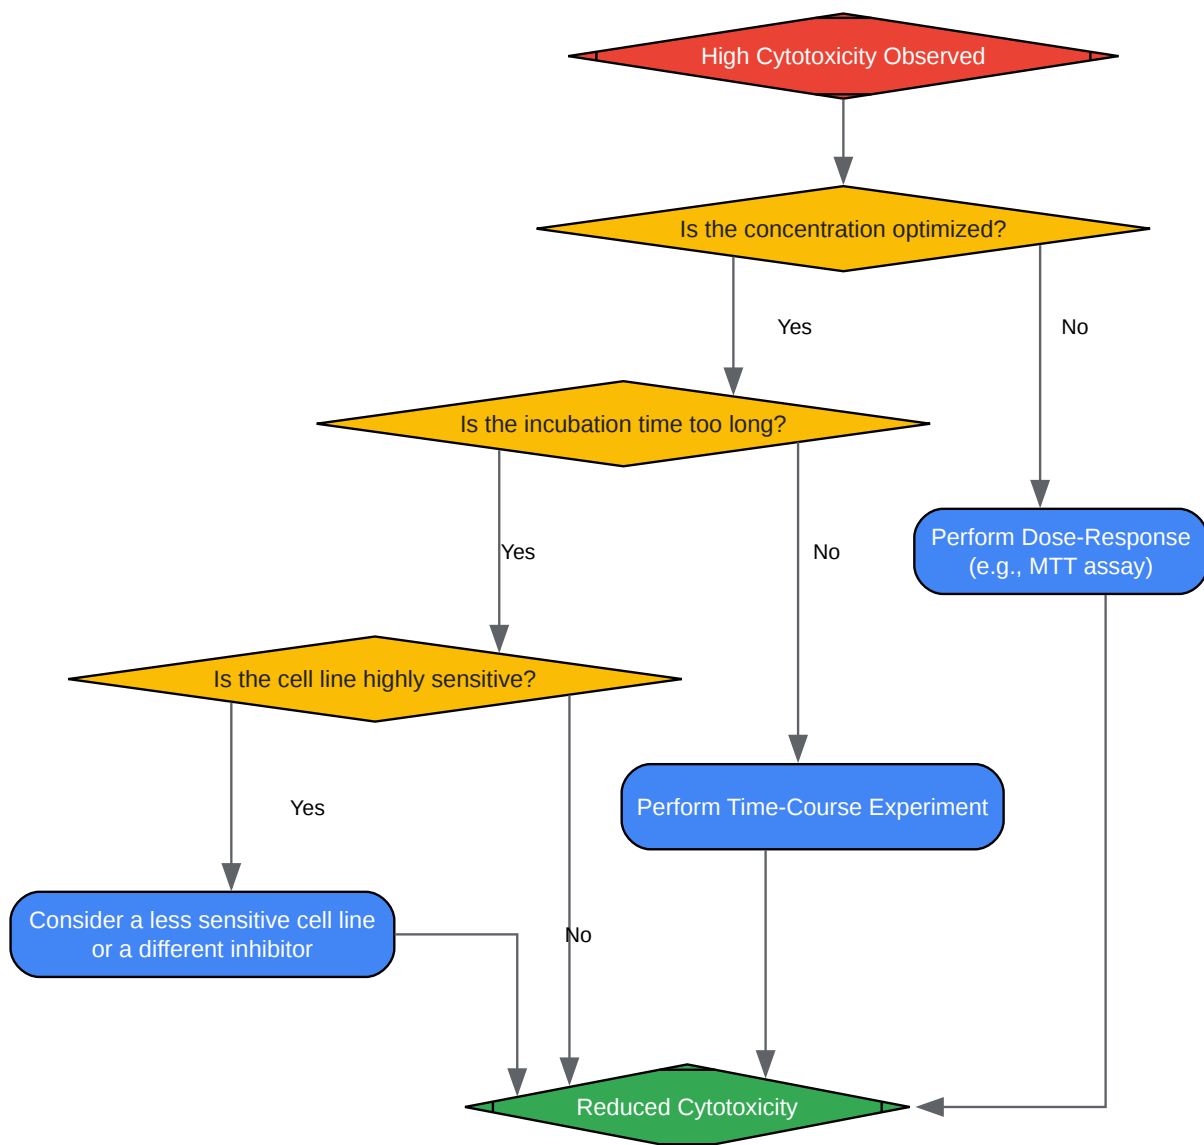 High Cytotoxicity Observed
Is the concentration optimized?
Yes
No
Is the incubation time too long?
Yes
No
Perform Dose-Response
(e.g., MTT assay)
Is the cell line highly sensitive?
Yes
Perform Time-Course Experiment
Consider a less sensitive cell line
or a different inhibitor
No
Reduced Cytotoxicity